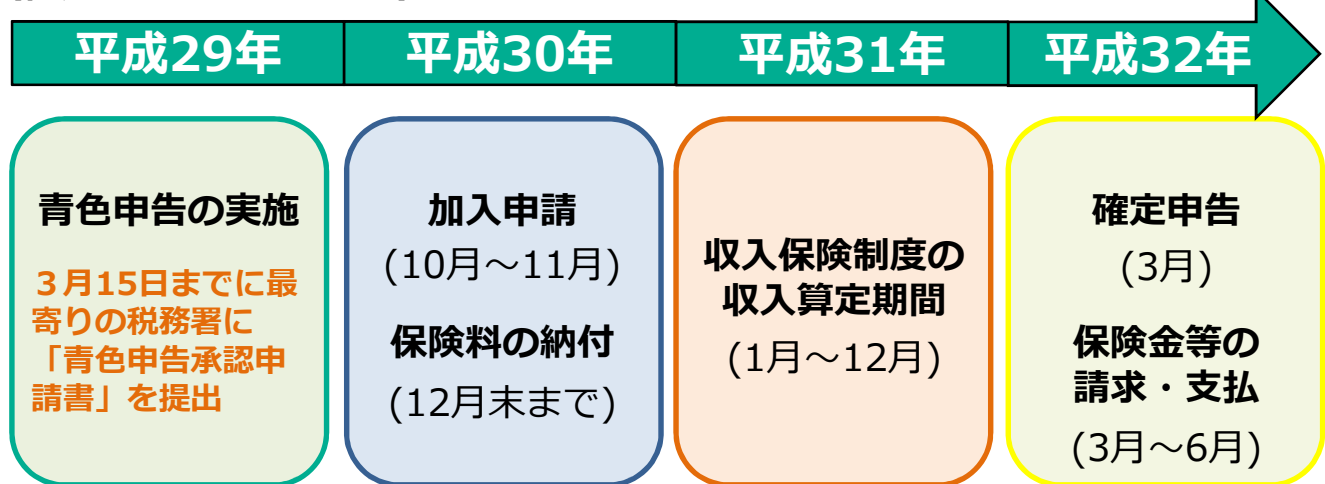 平成29年
平成30年
平成31年
平成32年
青色申告の実施
３月15日までに最
寄りの税務署に
「青色申告承認申
請書」を提出
加入申請
(10月～11月)
保険料の納付
(12月末まで)
収入保険制度の
収入算定期間
(1月～12月)
確定申告
(3月)
保険金等の
請求・支払
(3月～6月)